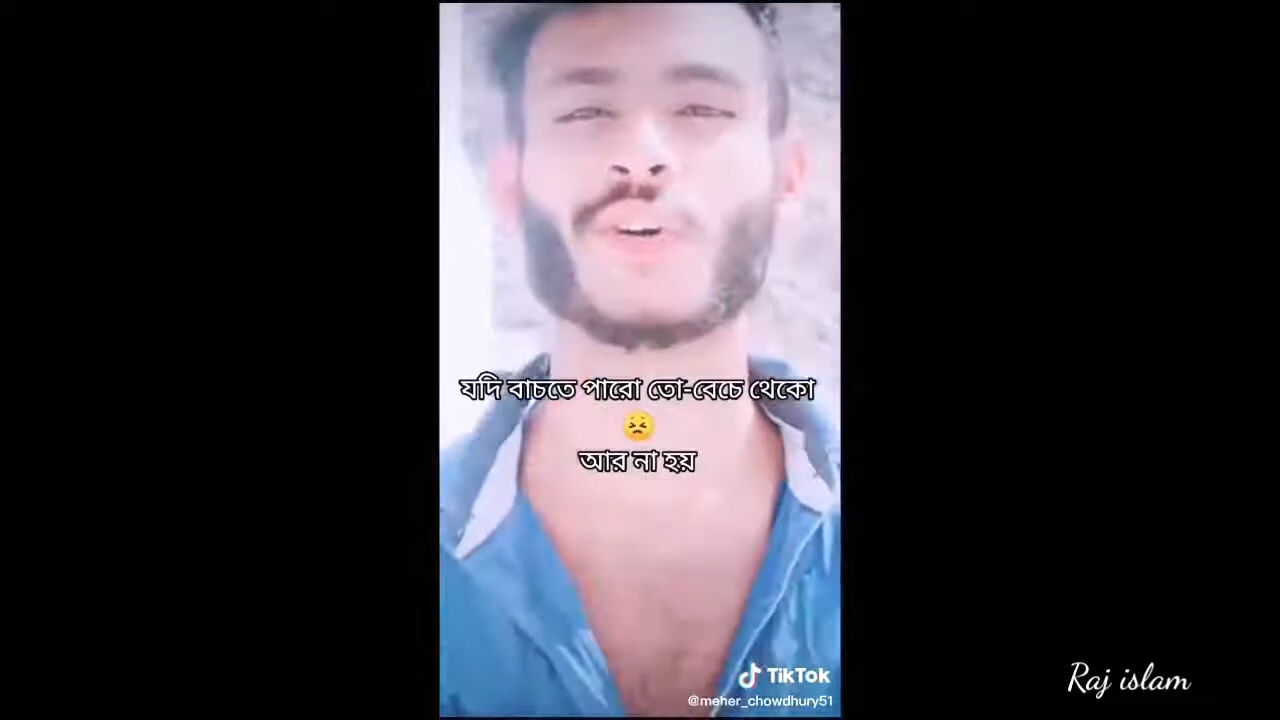 যদি বাচতে পারো তো-বেচে থেকো
😣
আর না হয়
TikTok
@meher_chowdhury51
Raj islam